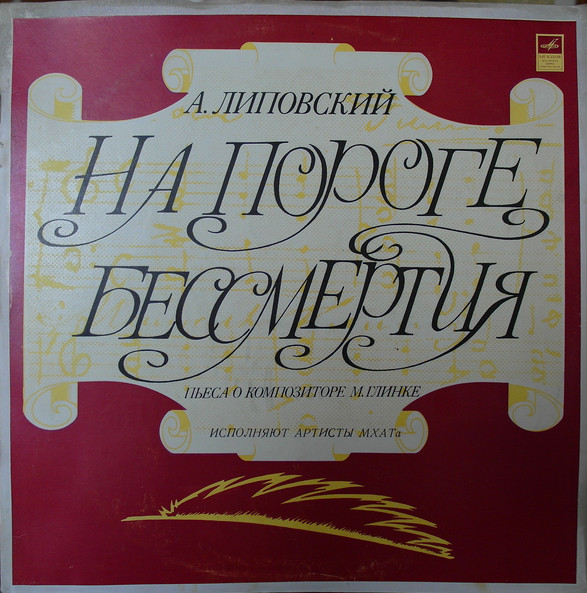 А. ЛИПОВСКИЙ
НА ПОРОГЕ
БЕССМЕРТИЯ
ПЬЕСА О КОМПОЗИТОРЕ М. ГЛИНКЕ
ИСПОЛНЯЮТ АРТИСТЫ МХАТа